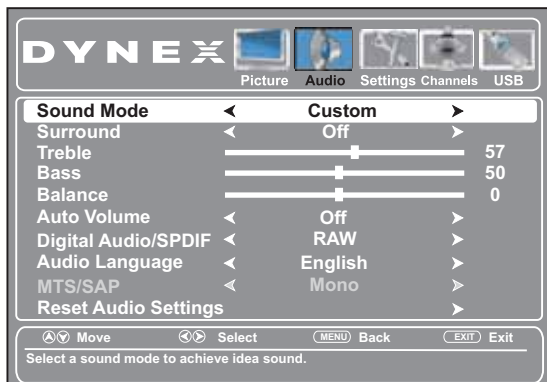 DYNEX
Picture Audio Settings Channels USB
Sound Mode Custom
Surround Off
Treble 57
Bass 50
Balance 0
Auto Volume Off
Digital Audio/SPDIF RAW
Audio Language English
MTS/SAP Mono
Reset Audio Settings
Move Select MENU Back EXIT Exit
Select a sound mode to achieve idea sound.